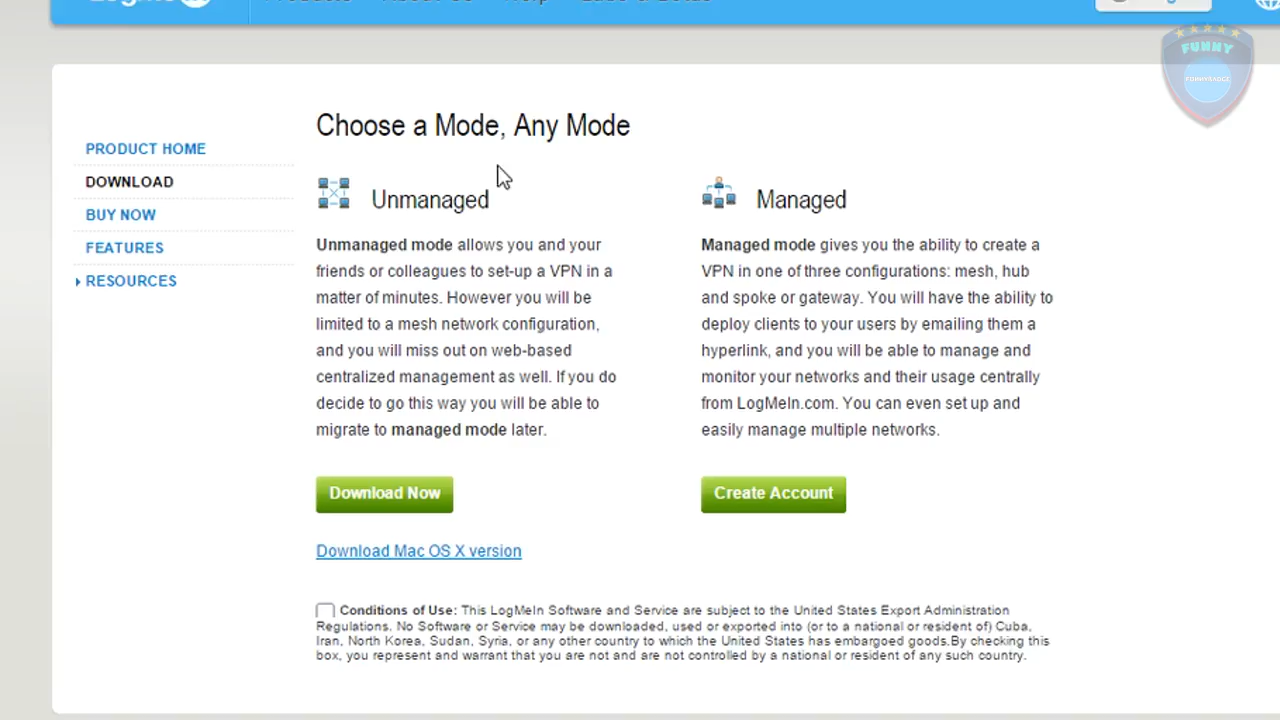 PRODUCT HOME
DOWNLOAD
BUY NOW
FEATURES
RESOURCES
Choose a Mode, Any Mode
Unmanaged
Unmanaged mode allows you and your
friends or colleagues to set-up a VPN in a
matter of minutes. However you will be
limited to a mesh network configuration,
and you will miss out on web-based
centralized management as well. If you do
decide to go this way you will be able to
migrate to managed mode later.
Download Now
Download Mac OS X version
Managed
Managed mode gives you the ability to create a
VPN in one of three configurations: mesh, hub
and spoke or gateway. You will have the ability to
deploy clients to your users by emailing them a
hyperlink, and you will be able to manage and
monitor your networks and their usage centrally
from LogMeIn.com. You can even set up and
easily manage multiple networks.
Create Account
Conditions of Use: This LogMeIn Software and Service are subject to the United States Export Administration
Regulations. No Software or Service may be downloaded, used or exported into (or to a national or resident of) Cuba,
Iran, North Korea, Sudan, Syria, or any other country to which the United States has embargoed goods.By checking this
box, you represent and warrant that you are not and are not controlled by a national or resident of any such country.
FUNNY